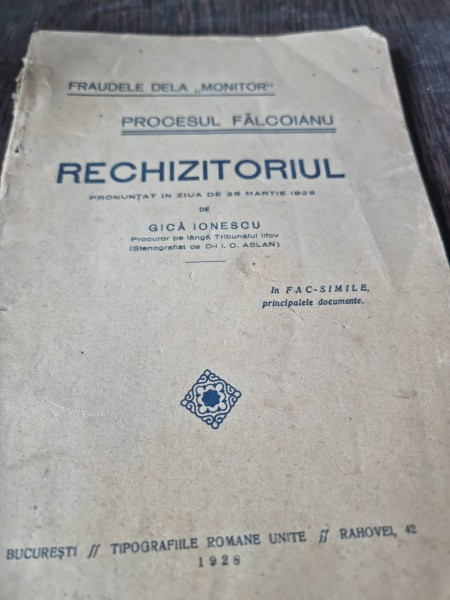 FRAUDELE DELA „MONITOR"
PROCESUL FĂLCOIANU
RECHIZITORIUL
PRONUNȚAT IN ZIUA DE 28 MARTIE 1928
DE
GICĂ IONESCU
Procuror pe lângă Tribunalul Ilfov
(Stenografiat de D-l I. C. ASLAN)
In FAC-SIMILE,
principalele documente.
BUCUREȘTI // TIPOGRAFIILE ROMANE UNITE // RAHOVEI, 42
1928